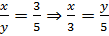 x/y = 3/5 ⇒ x/3 = y/5